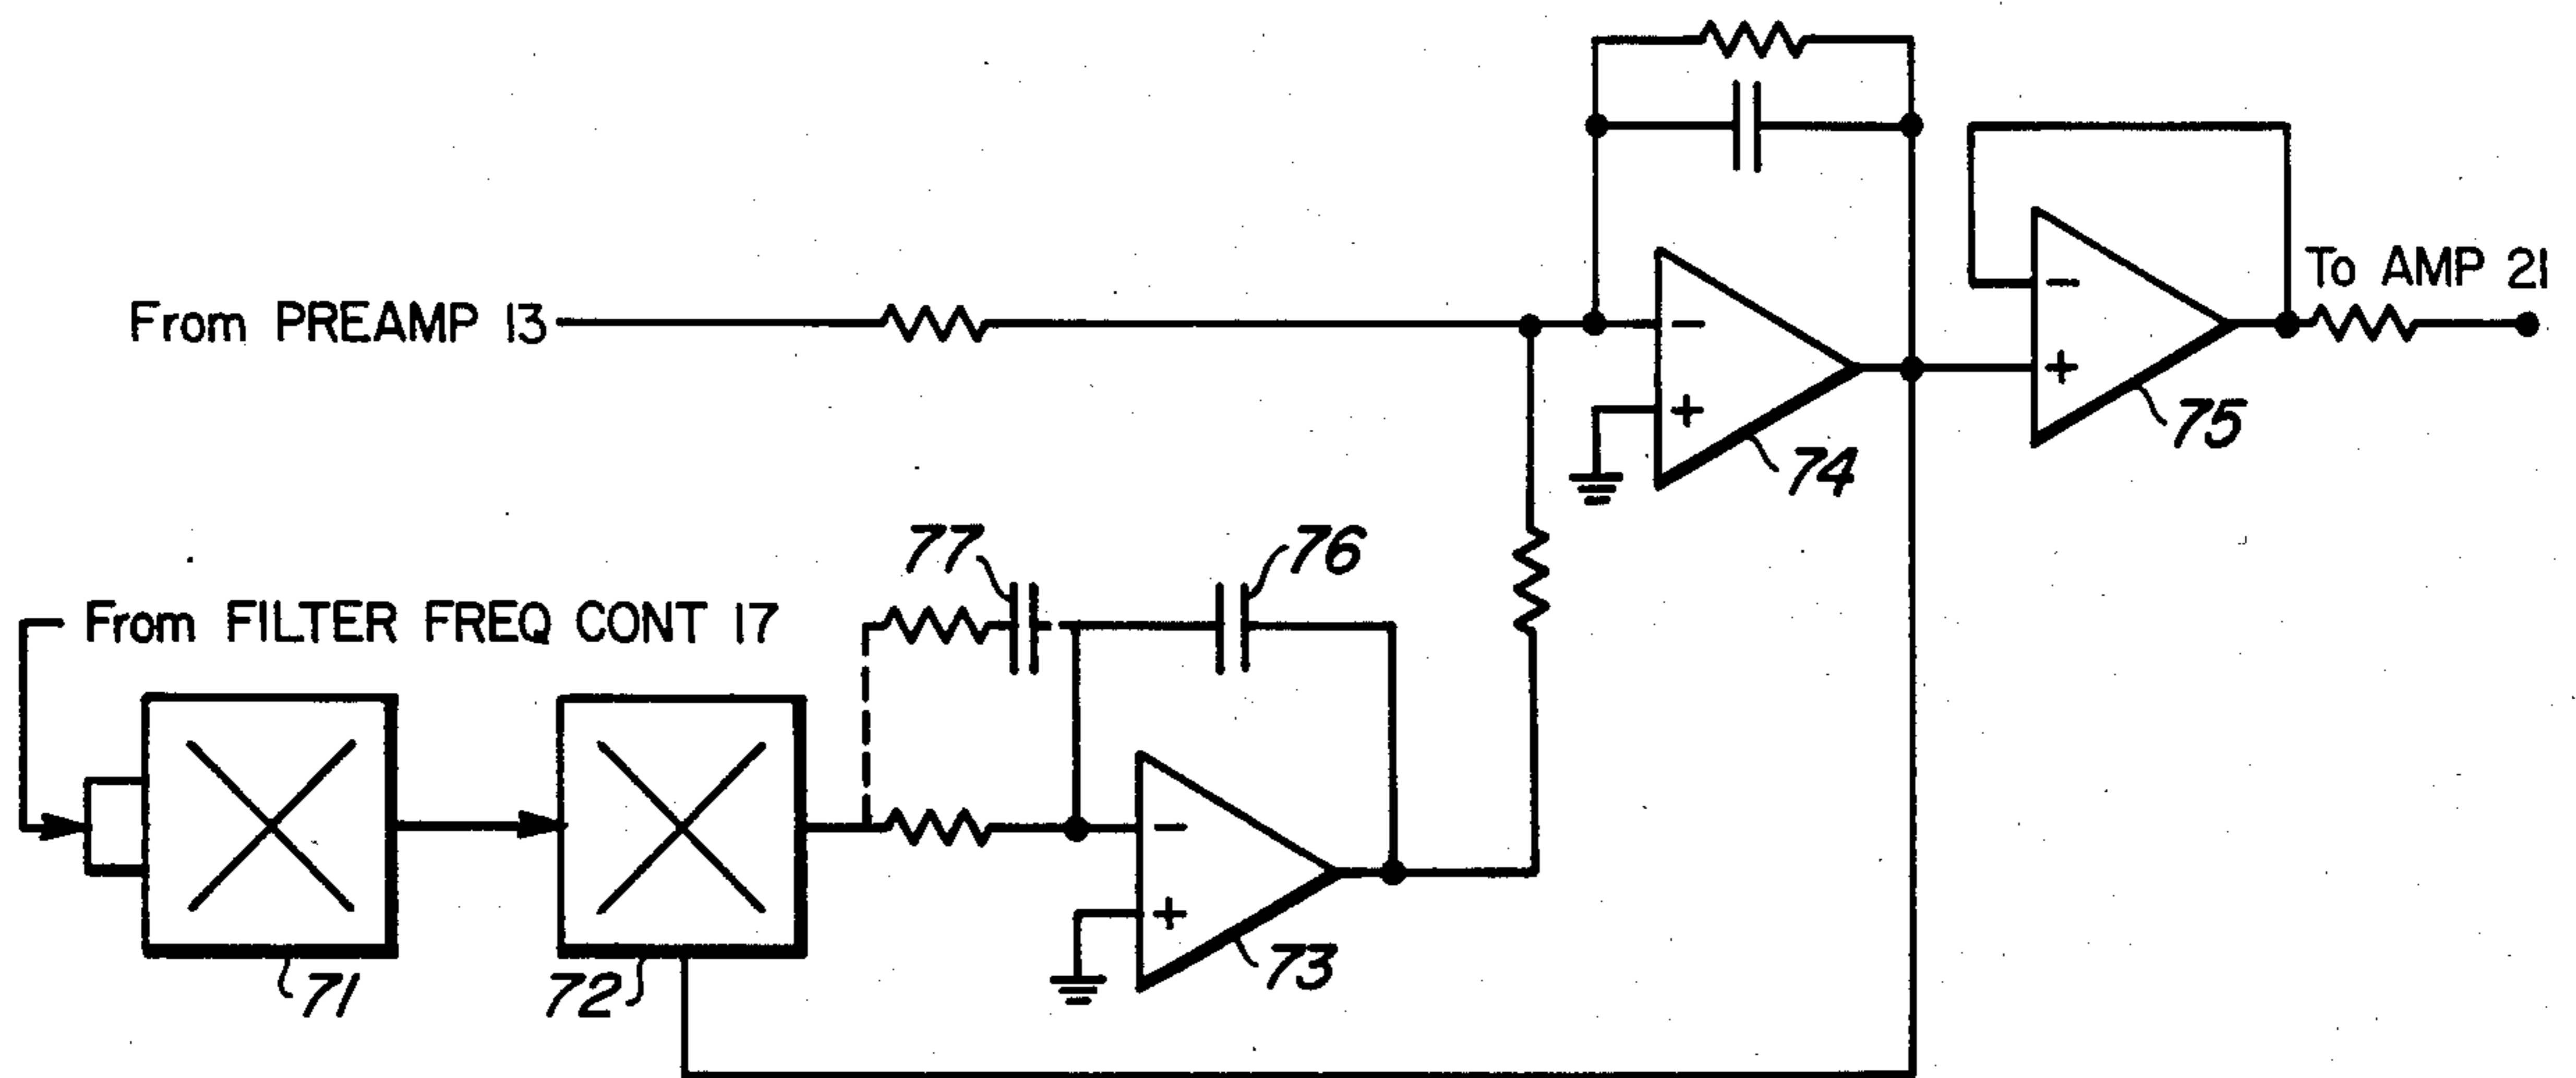 From PREAMP 13
To AMP 21
75
74
77
76
From FILTER FREQ CONT 17
71
72
73